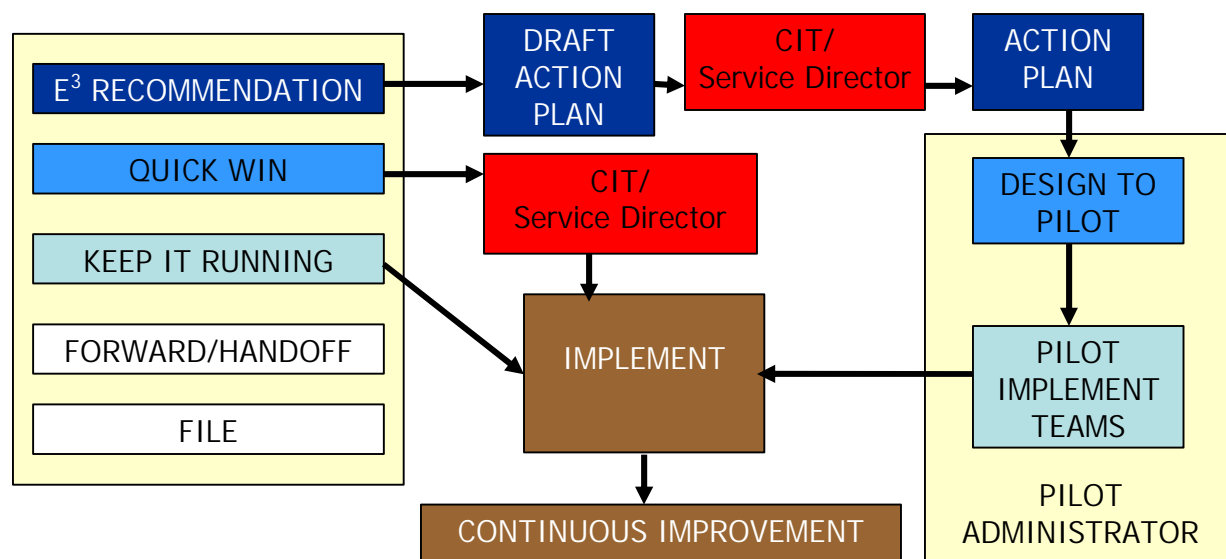 E³ RECOMMENDATION
QUICK WIN
KEEP IT RUNNING
FORWARD/HANDOFF
FILE
DRAFT
ACTION
PLAN
CIT/
Service Director
ACTION
PLAN
CIT/
Service Director
DESIGN TO
PILOT
IMPLEMENT
PILOT
IMPLEMENT
TEAMS
PILOT
ADMINISTRATOR
CONTINUOUS IMPROVEMENT